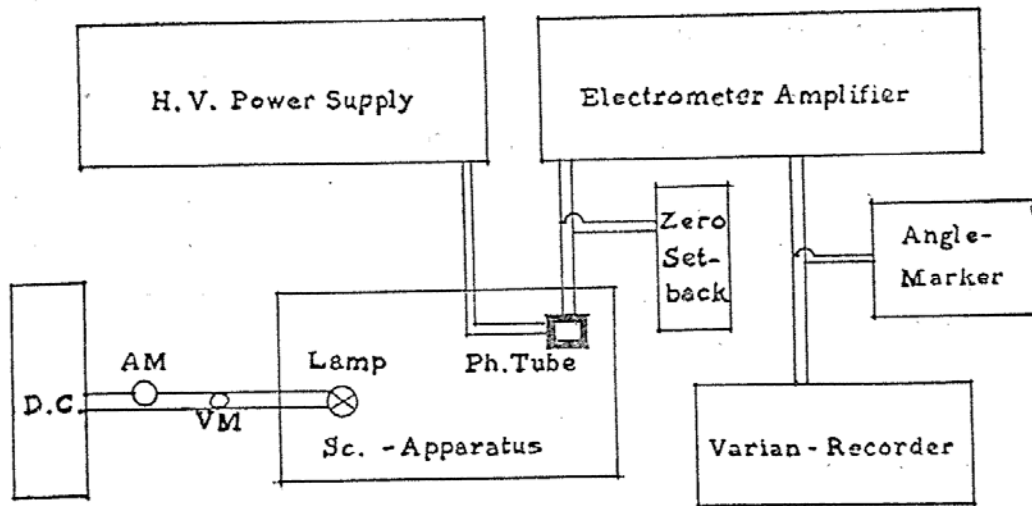 H. V. Power Supply
Electrometer Amplifier
Zero
Set-
back
Angle-
Marker
D.C.
AM
VM
Lamp
Ph.Tube
Sc. -Apparatus
Varian - Recorder